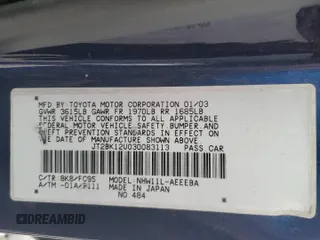 MFD BY TOYOTA MOTOR CORPORATION 01/03
GVWR 3615LB GAWR FR 1970LB RR 1685LB
THIS VEHICLE CONFORMS TO ALL APPLICABLE
FEDERAL MOTOR VEHICLE SAFETY, BUMPER, AND
THEFT PREVENTION STANDARDS IN EFFECT ON
THE DATE OF MANUFACTURE SHOWN ABOVE.
JT2BK12U030083113 PASS CAR
C/TR 8K8/FC95 MODEL NHW11L-AEEEBA
A/TM -01A/B111 MADE IN JAPAN
NO.484
C/TRIMBID